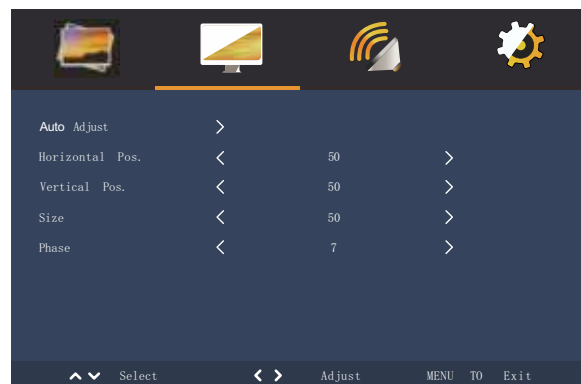 Auto Adjust
Horizontal Pos. 50
Vertical Pos. 50
Size 50
Phase 7
Select Adjust MENU TO Exit